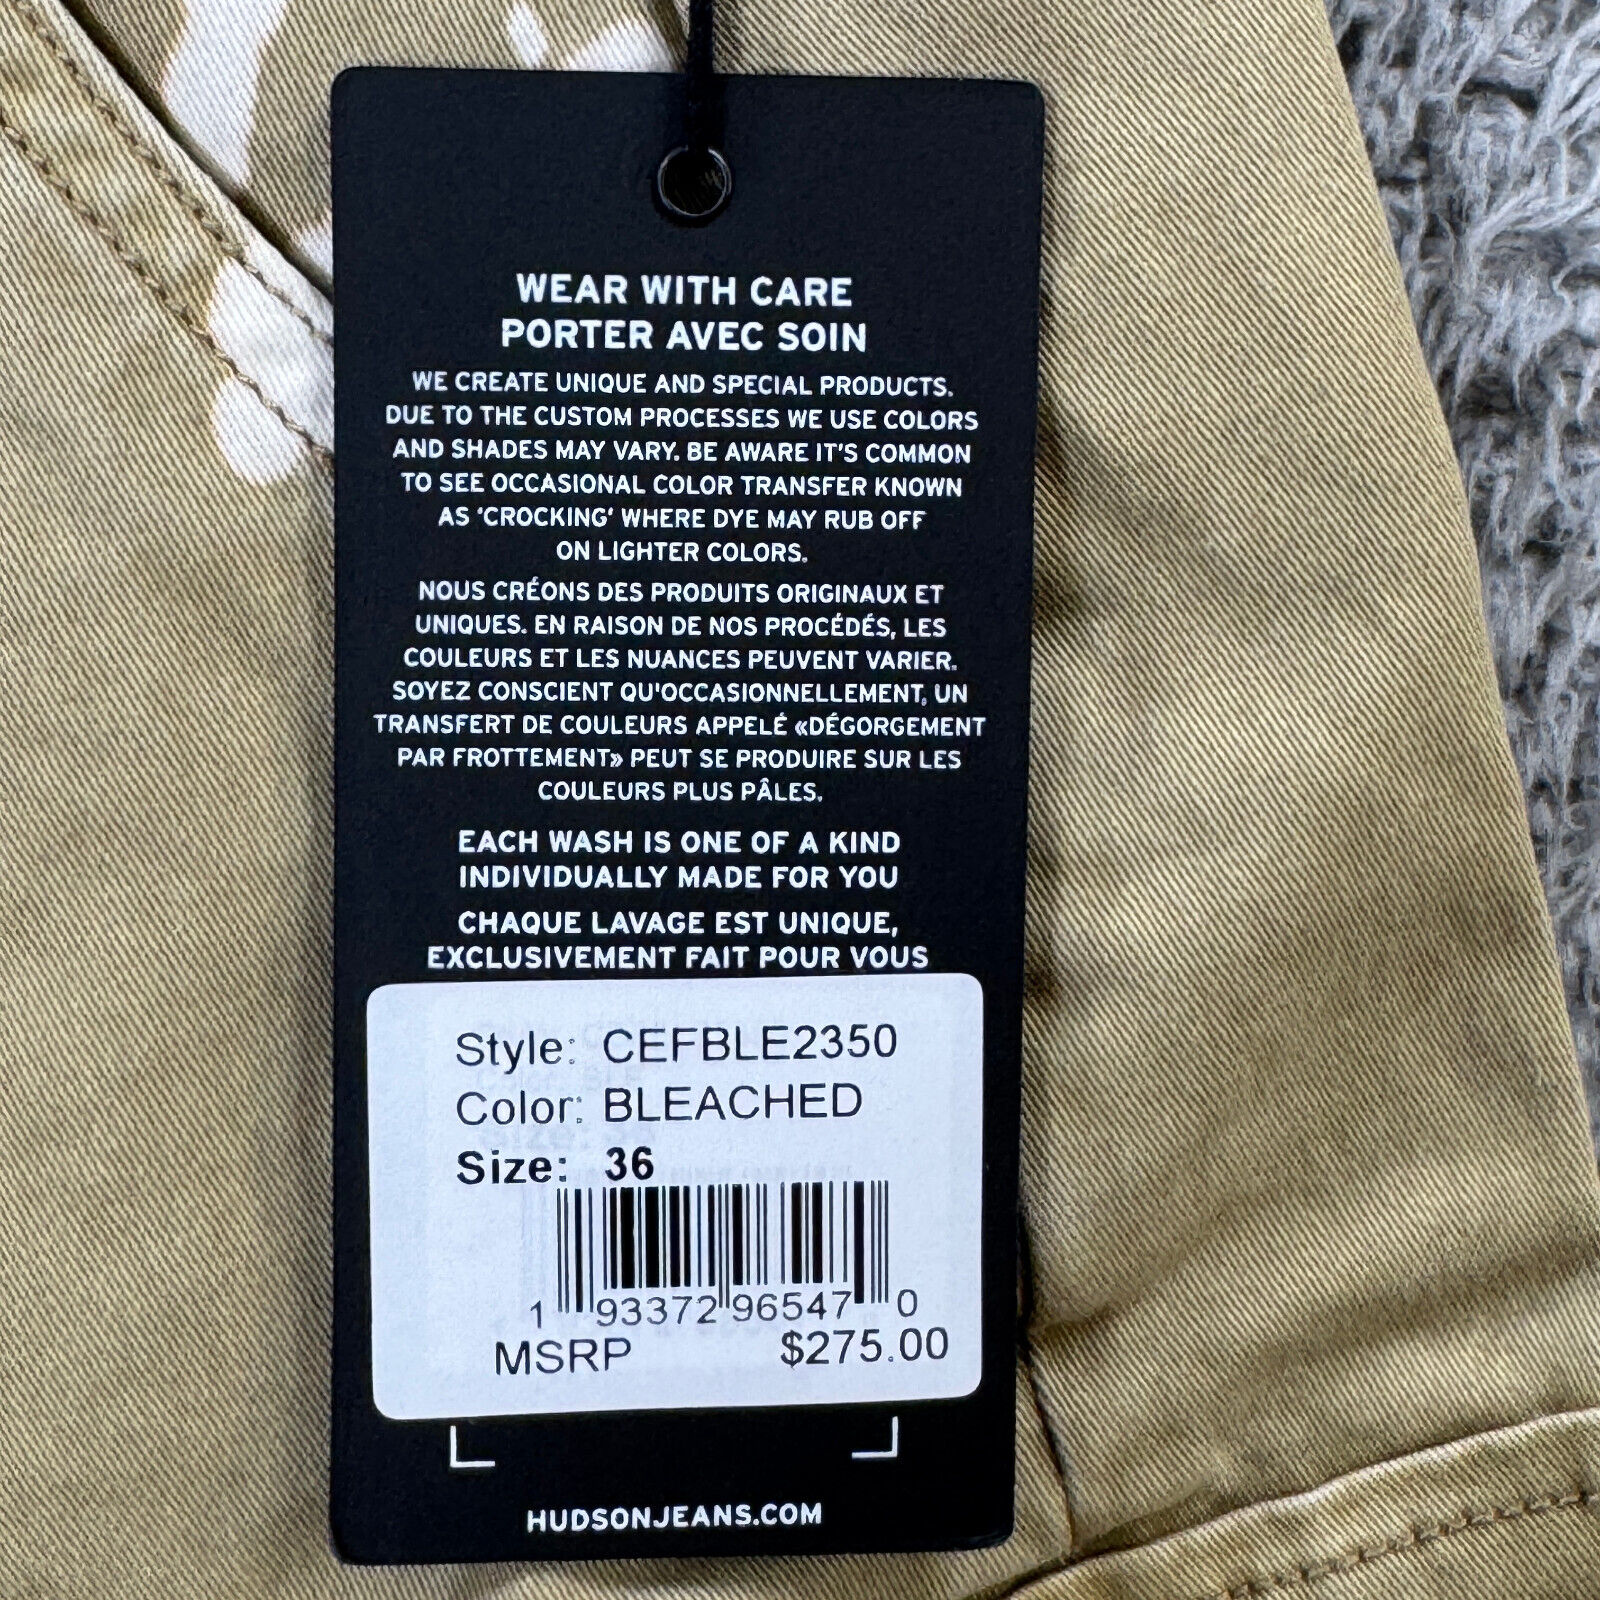 WEAR WITH CARE
PORTER AVEC SOIN
WE CREATE UNIQUE AND SPECIAL PRODUCTS.
DUE TO THE CUSTOM PROCESSES WE USE COLORS
AND SHADES MAY VARY. BE AWARE IT'S COMMON
TO SEE OCCASIONAL COLOR TRANSFER KNOWN
AS 'CROCKING' WHERE DYE MAY RUB OFF
ON LIGHTER COLORS.
NOUS CRÉONS DES PRODUITS ORIGINAUX ET
UNIQUES. EN RAISON DE NOS PROCÉDÉS, LES
COULEURS ET LES NUANCES PEUVENT VARIER.
SOYEZ CONSCIENT QU'OCCASIONNELLEMENT, UN
TRANSFERT DE COULEURS APPELÉ «DÉGORGEMENT
PAR FROTTEMENT» PEUT SE PRODUIRE SUR LES
COULEURS PLUS PÂLES.
EACH WASH IS ONE OF A KIND
INDIVIDUALLY MADE FOR YOU
CHAQUE LAVAGE EST UNIQUE,
EXCLUSIVEMENT FAIT POUR VOUS
Style: CEFBLE2350
Color: BLEACHED
Size: 36
1 93372 96547 0
MSRP $275.00
HUDSONJEANS.COM